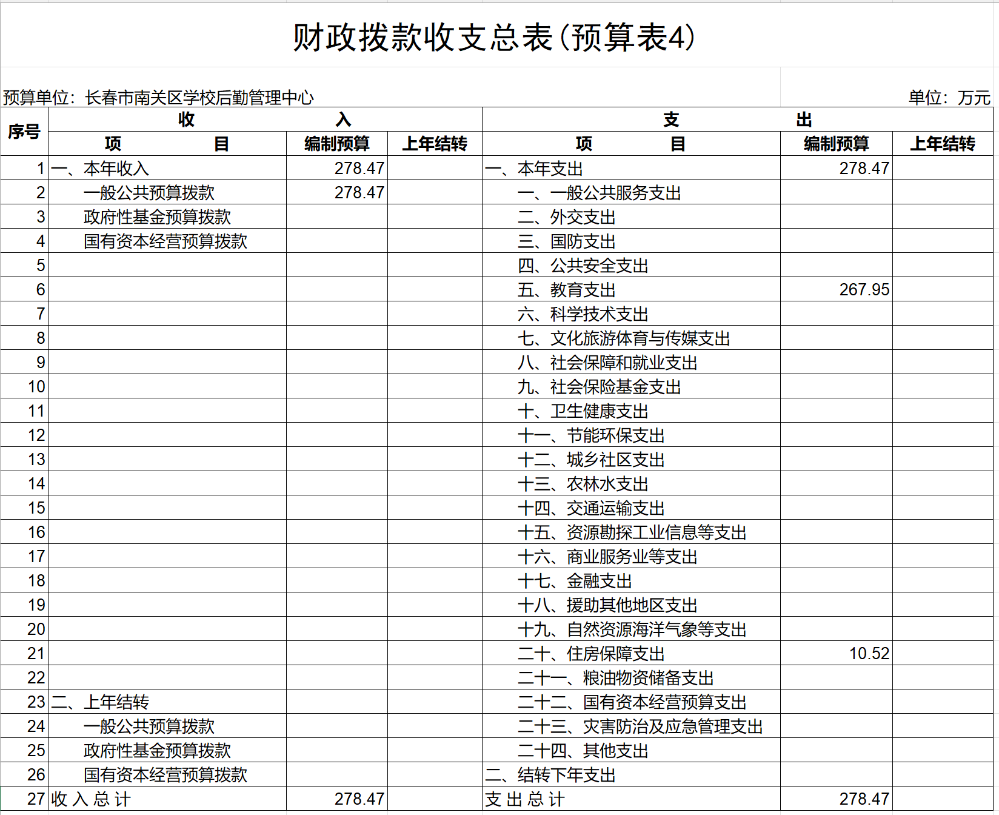 财政拨款收支总表(预算表4)
预算单位：长春市南关区学校后勤管理中心 单位：万元
序号 收 入 支 出
项 目 编制预算 上年结转 项 目 编制预算 上年结转
1 一、本年收入 278.47 一、本年支出 278.47
2 一般公共预算拨款 278.47 一、一般公共服务支出
3 政府性基金预算拨款 二、外交支出
4 国有资本经营预算拨款 三、国防支出
5 四、公共安全支出
6 五、教育支出 267.95
7 六、科学技术支出
8 七、文化旅游体育与传媒支出
9 八、社会保障和就业支出
10 九、社会保险基金支出
11 十、卫生健康支出
12 十一、节能环保支出
13 十二、城乡社区支出
14 十三、农林水支出
15 十四、交通运输支出
16 十五、资源勘探工业信息等支出
17 十六、商业服务业等支出
18 十七、金融支出
19 十八、援助其他地区支出
20 十九、自然资源海洋气象等支出
21 二十、住房保障支出 10.52
22 二十一、粮油物资储备支出
23 二、上年结转 二十二、国有资本经营预算支出
24 一般公共预算拨款 二十三、灾害防治及应急管理支出
25 政府性基金预算拨款 二十四、其他支出
26 国有资本经营预算拨款 二、结转下年支出
27 收 入 总 计 278.47 支 出 总 计 278.47